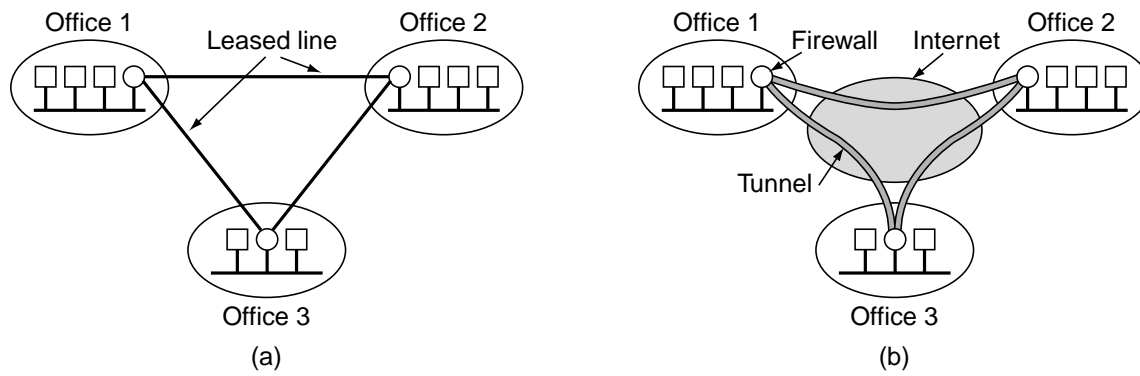 Office 1
Leased line
Office 2
Office 3
(a)
Office 1
Firewall
Internet
Office 2
Tunnel
Office 3
(b)